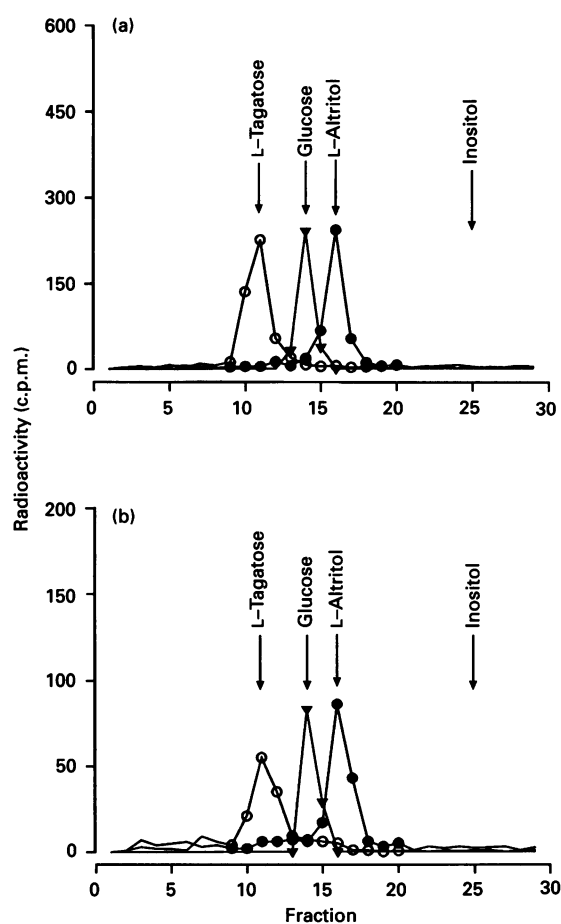 (a)
600
450
300
150
0
L–Tagatose
Glucose
L–Altritol
Inositol
0 5 10 15 20 25 30
Radioactivity (c.p.m.)
(b)
200
150
100
50
0
L–Tagatose
Glucose
L–Altritol
Inositol
0 5 10 15 20 25 30
Fraction